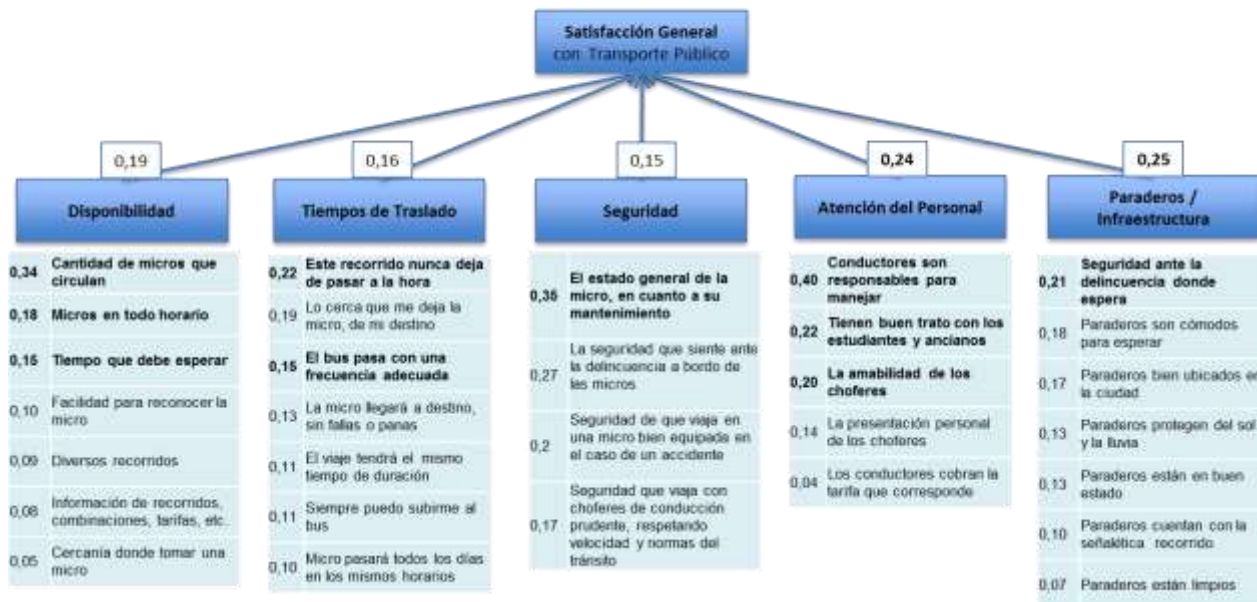 Satisfacción General
con Transporte Público
0,19
0,16
0,15
0,24
0,25
Disponibilidad
Tiempos de Traslado
Seguridad
Atención del Personal
Paraderos /
Infraestructura
0,34 Cantidad de micros que
circulan
0,18 Micros en todo horario
0,15 Tiempo que debe esperar
0,10 Facilidad para reconocer la
micro
0,09 Diversos recorridos
0,08 Información de recorridos,
combinaciones, tarifas, etc.
0,05 Cercanía donde tomar una
micro
0,22 Este recorrido nunca deja
de pasar a la hora
0,19 Lo cerca que me deja la
micro, de mi destino
0,15 El bus pasa con una
frecuencia adecuada
0,13 La micro llegará a destino,
sin fallas o panas
0,11 El viaje tendrá el mismo
tiempo de duración
0,11 Siempre puedo subirme al
bus
0,10 Micro pasará todos los días
en los mismos horarios
0,35 El estado general de la
micro, en cuanto a su
mantenimiento
0,27 La seguridad que siente ante
la delincuencia a bordo de
las micros
0,2 Seguridad de que viaja en
una micro bien equipada en
el caso de un accidente
0,17 Seguridad que viaja con
choferes de conducción
prudente, respetando
velocidad y normas del
tránsito
0,40 Conductores son
responsables para
manejar
0,22 Tienen buen trato con los
estudiantes y ancianos
0,20 La amabilidad de los
choferes
0,14 La presentación personal
de los choferes
0,04 Los conductores cobran la
tarifa que corresponde
0,21 Seguridad ante la
delincuencia donde
espera
0,18 Paraderos son cómodos
para esperar
0,17 Paraderos bien ubicados en
la ciudad
0,13 Paraderos protegen del sol
y la lluvia
0,13 Paraderos están en buen
estado
0,10 Paraderos cuentan con la
señalética recorrido
0,07 Paraderos están limpios